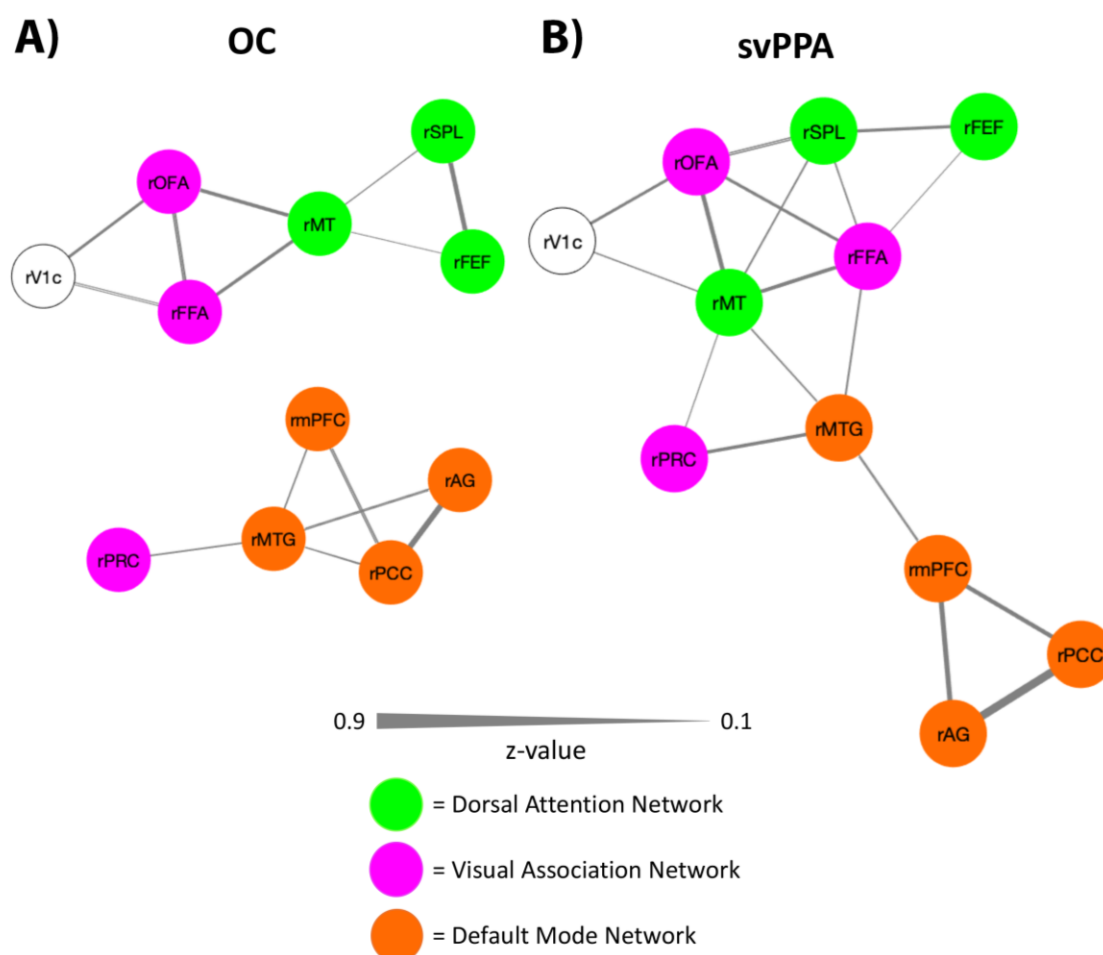 A)
OC
B)
svPPA
rSPL
rOFA
rMT
rV1c
rFEF
rFFA
rmPFC
rAG
rMTG
rPRC
rPCC
rSPL
rFEF
rOFA
rV1c
rFFA
rMT
rMTG
rPRC
rmPFC
rPCC
rAG
0.9
0.1
z-value
= Dorsal Attention Network
= Visual Association Network
= Default Mode Network